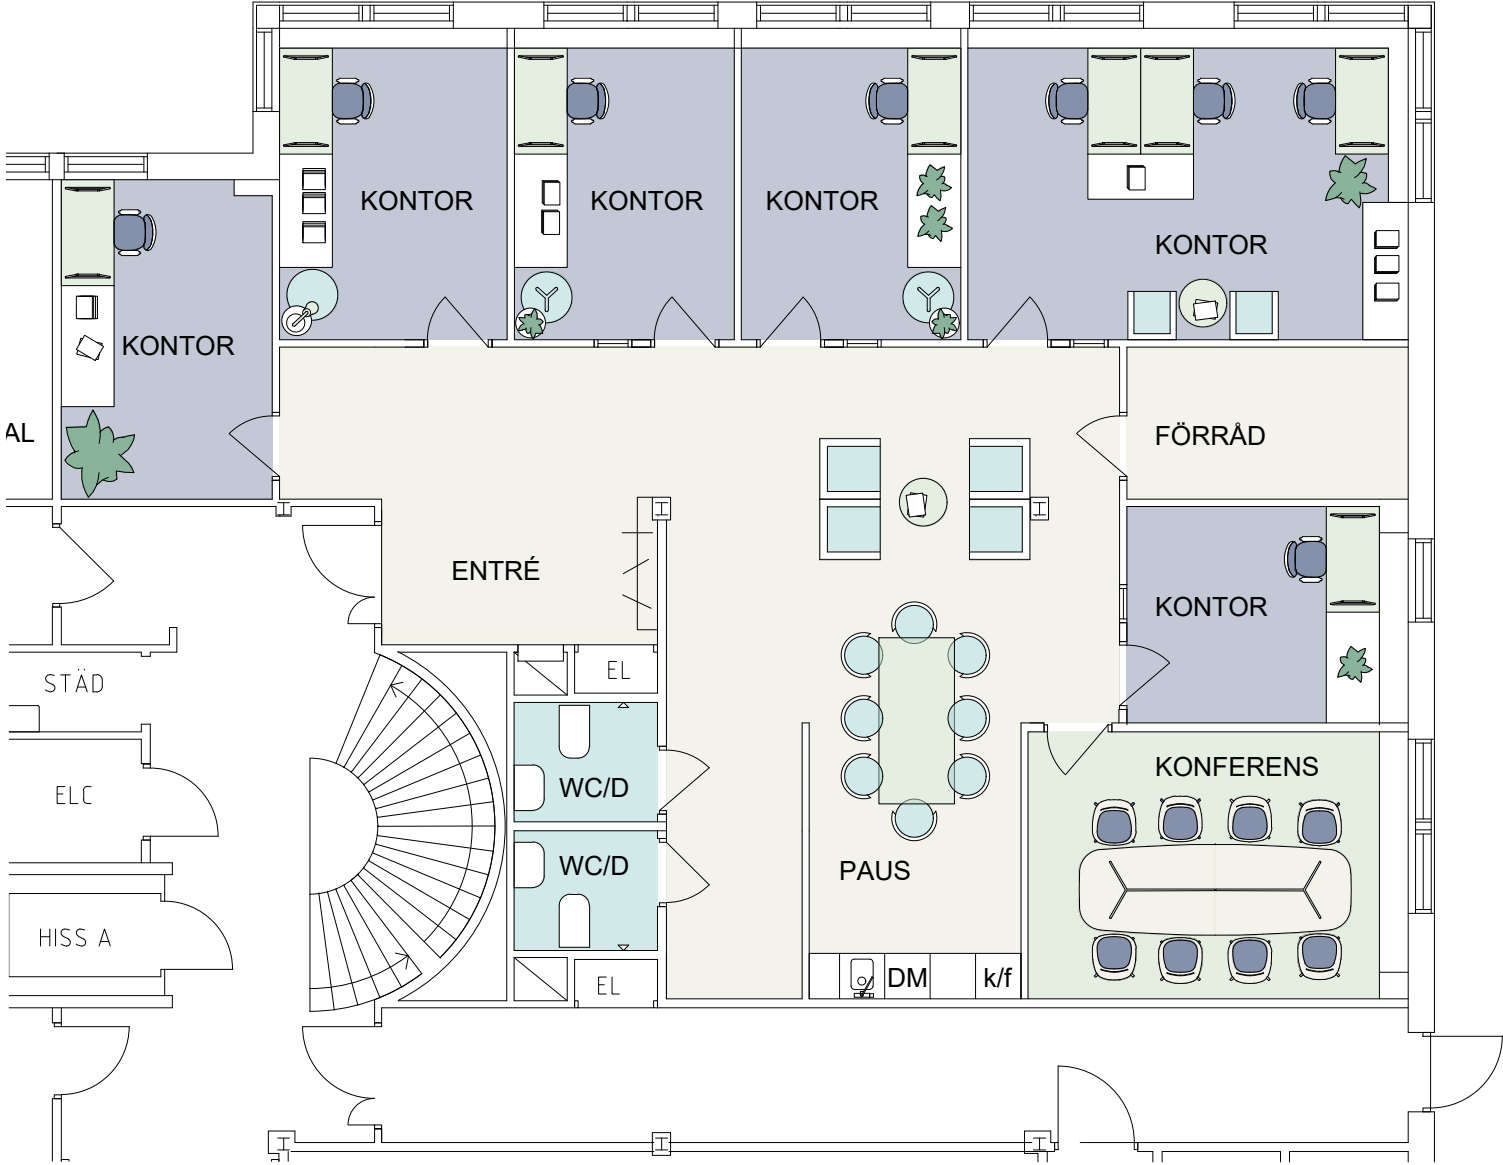 KONTOR
KONTOR
KONTOR
KONTOR
KONTOR
AL
FÖRRÅD
ENTRÉ
KONTOR
EL
STÄD
KONFERENS
WC/D
ELC
WC/D
PAUS
HISS A
DM
k/f
EL